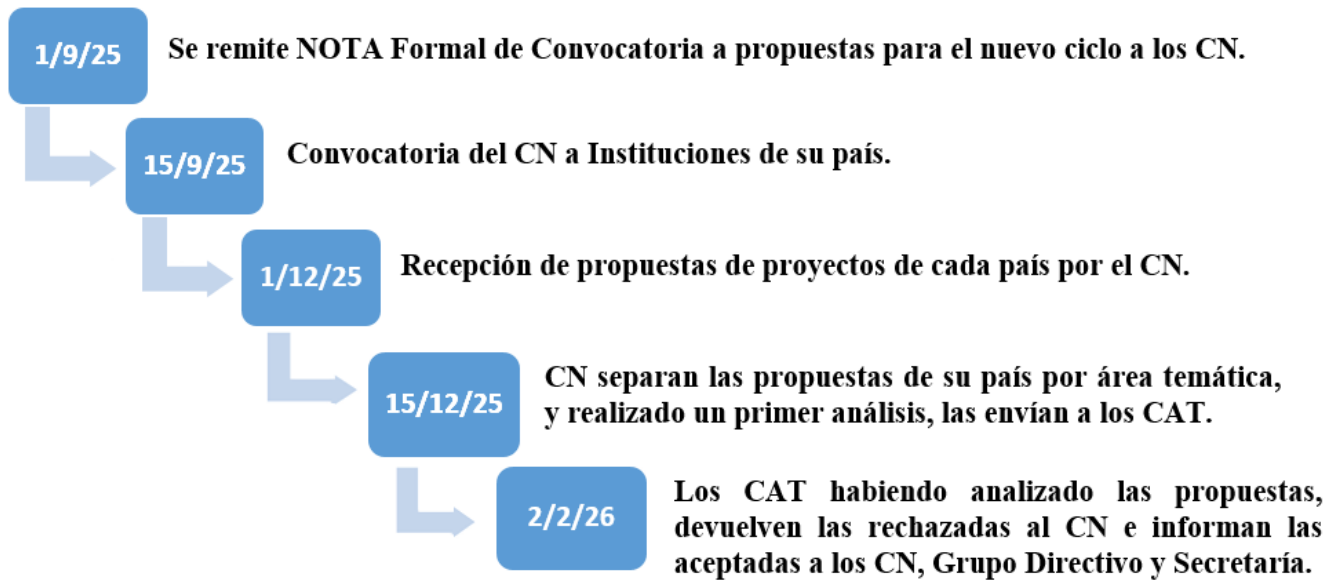 1/9/25
Se remite NOTA Formal de Convocatoria a propuestas para el nuevo ciclo a los CN.
15/9/25
Convocatoria del CN a Instituciones de su país.
1/12/25
Recepción de propuestas de proyectos de cada país por el CN.
15/12/25
CN separan las propuestas de su país por área temática,
y realizado un primer análisis, las envían a los CAT.
2/2/26
Los CAT habiendo analizado las propuestas,
devuelven las rechazadas al CN e informan las
aceptadas a los CN, Grupo Directivo y Secretaría.